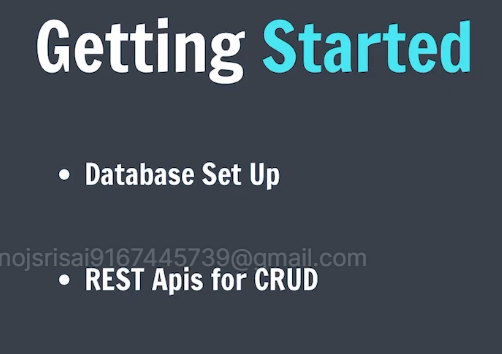 Getting Started
• Database Set Up
nojsrisai9167445739@gmail.com
• REST Apis for CRUD